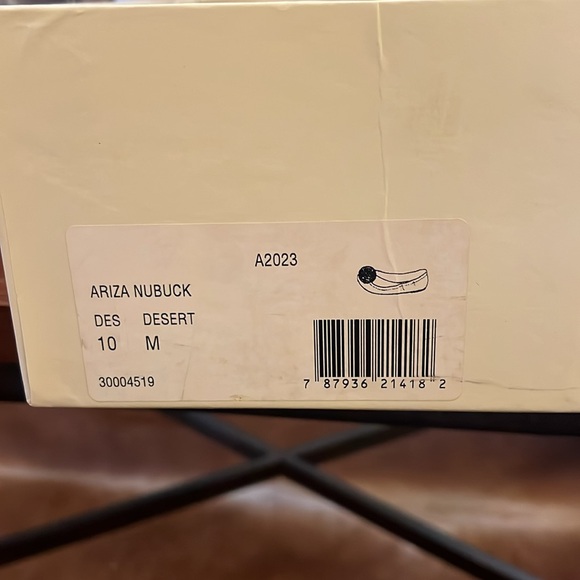 A2023
ARIZA NUBUCK
DES DESERT
10 M
30004519
7 87936 21418 2